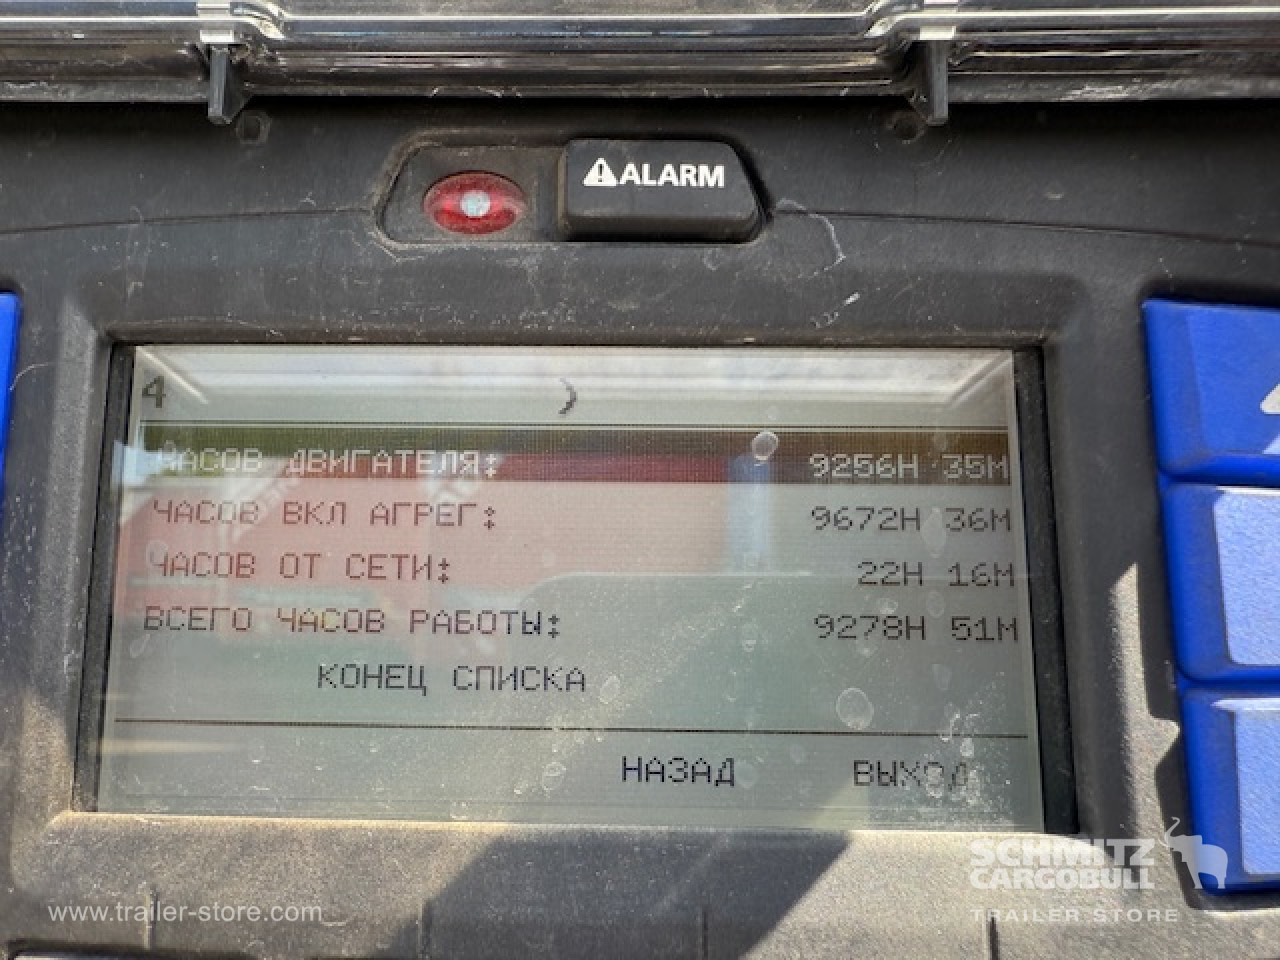 ⚠ALARM
4
ЧАСОВ ДВИГАТЕЛЯ: 9256H 35M
ЧАСОВ ВКЛ АГРЕГ: 9672H 36M
ЧАСОВ ОТ СЕТИ: 22H 16M
ВСЕГО ЧАСОВ РАБОТЫ: 9278H 51M
КОНЕЦ СПИСКА
НАЗАД ВЫХОД
SCHMITZ
CARGOBULL
TRAILER STORE
www.trailer-store.com